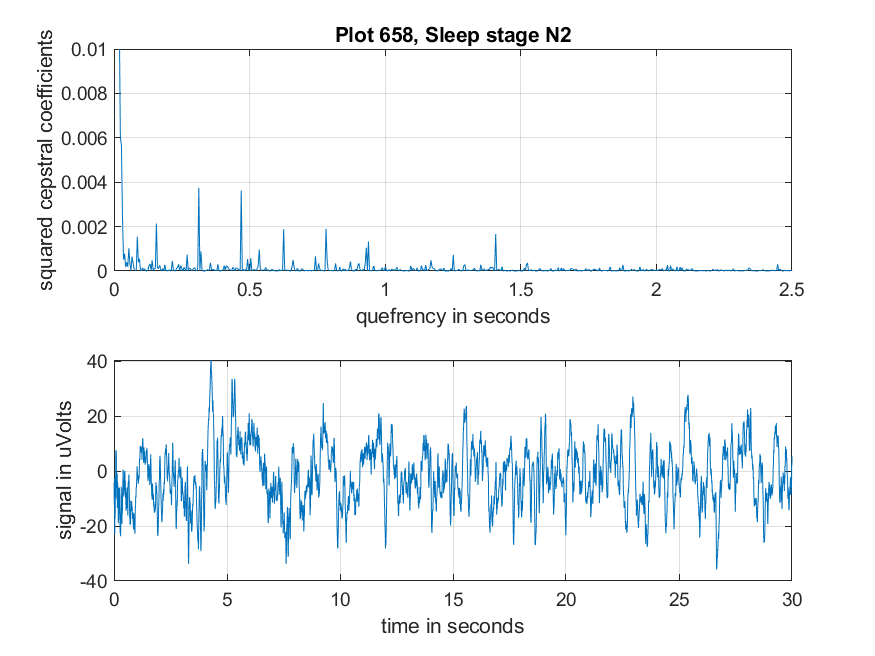 Plot 658, Sleep stage N2
squared cepstral coefficients
0.01
0.008
0.006
0.004
0.002
0
0 0.5 1 1.5 2 2.5
quefrency in seconds
signal in uVolts
40
20
0
-20
-40
0 5 10 15 20 25 30
time in seconds